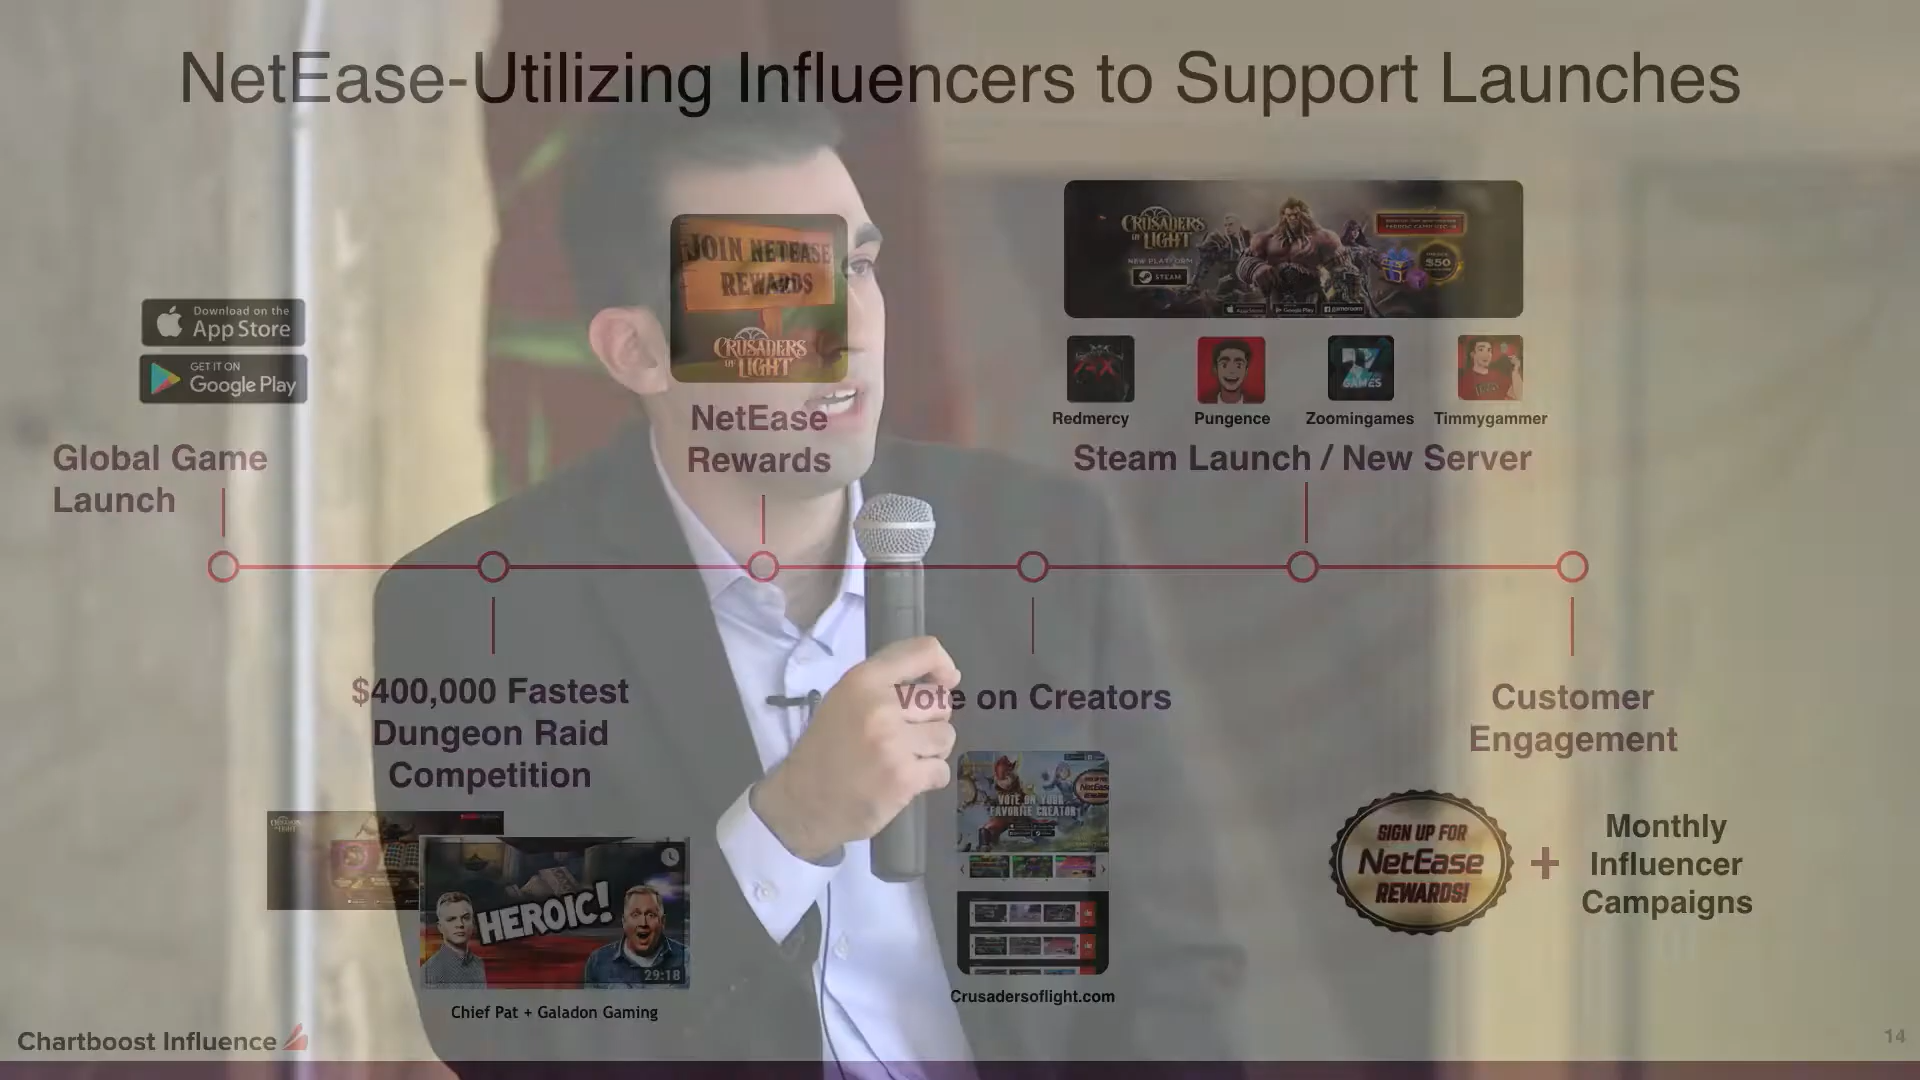 NetEase-Utilizing Influencers to Support Launches
Download on the
App Store
GET IT ON
Google Play
Global Game
Launch
JOIN NETEASE
REWARDS
CRUSADERS
OF LIGHT
NetEase
Rewards
CRUSADERS
OF LIGHT
NEW PLATFORM
STEAM
$50
GAMES
Redmercy
Pungence
Zoomingames
Timmygammer
Steam Launch / New Server
$400,000 Fastest
Dungeon Raid
Competition
HEROIC!
29:18
Chief Pat + Galadon Gaming
Vote on Creators
VOTE ON YOUR
FAVORITE CREATOR!
Crusadersoflight.com
Customer
Engagement
SIGN UP FOR
NetEase
REWARDS!
+
Monthly
Influencer
Campaigns
Chartboost Influence
14